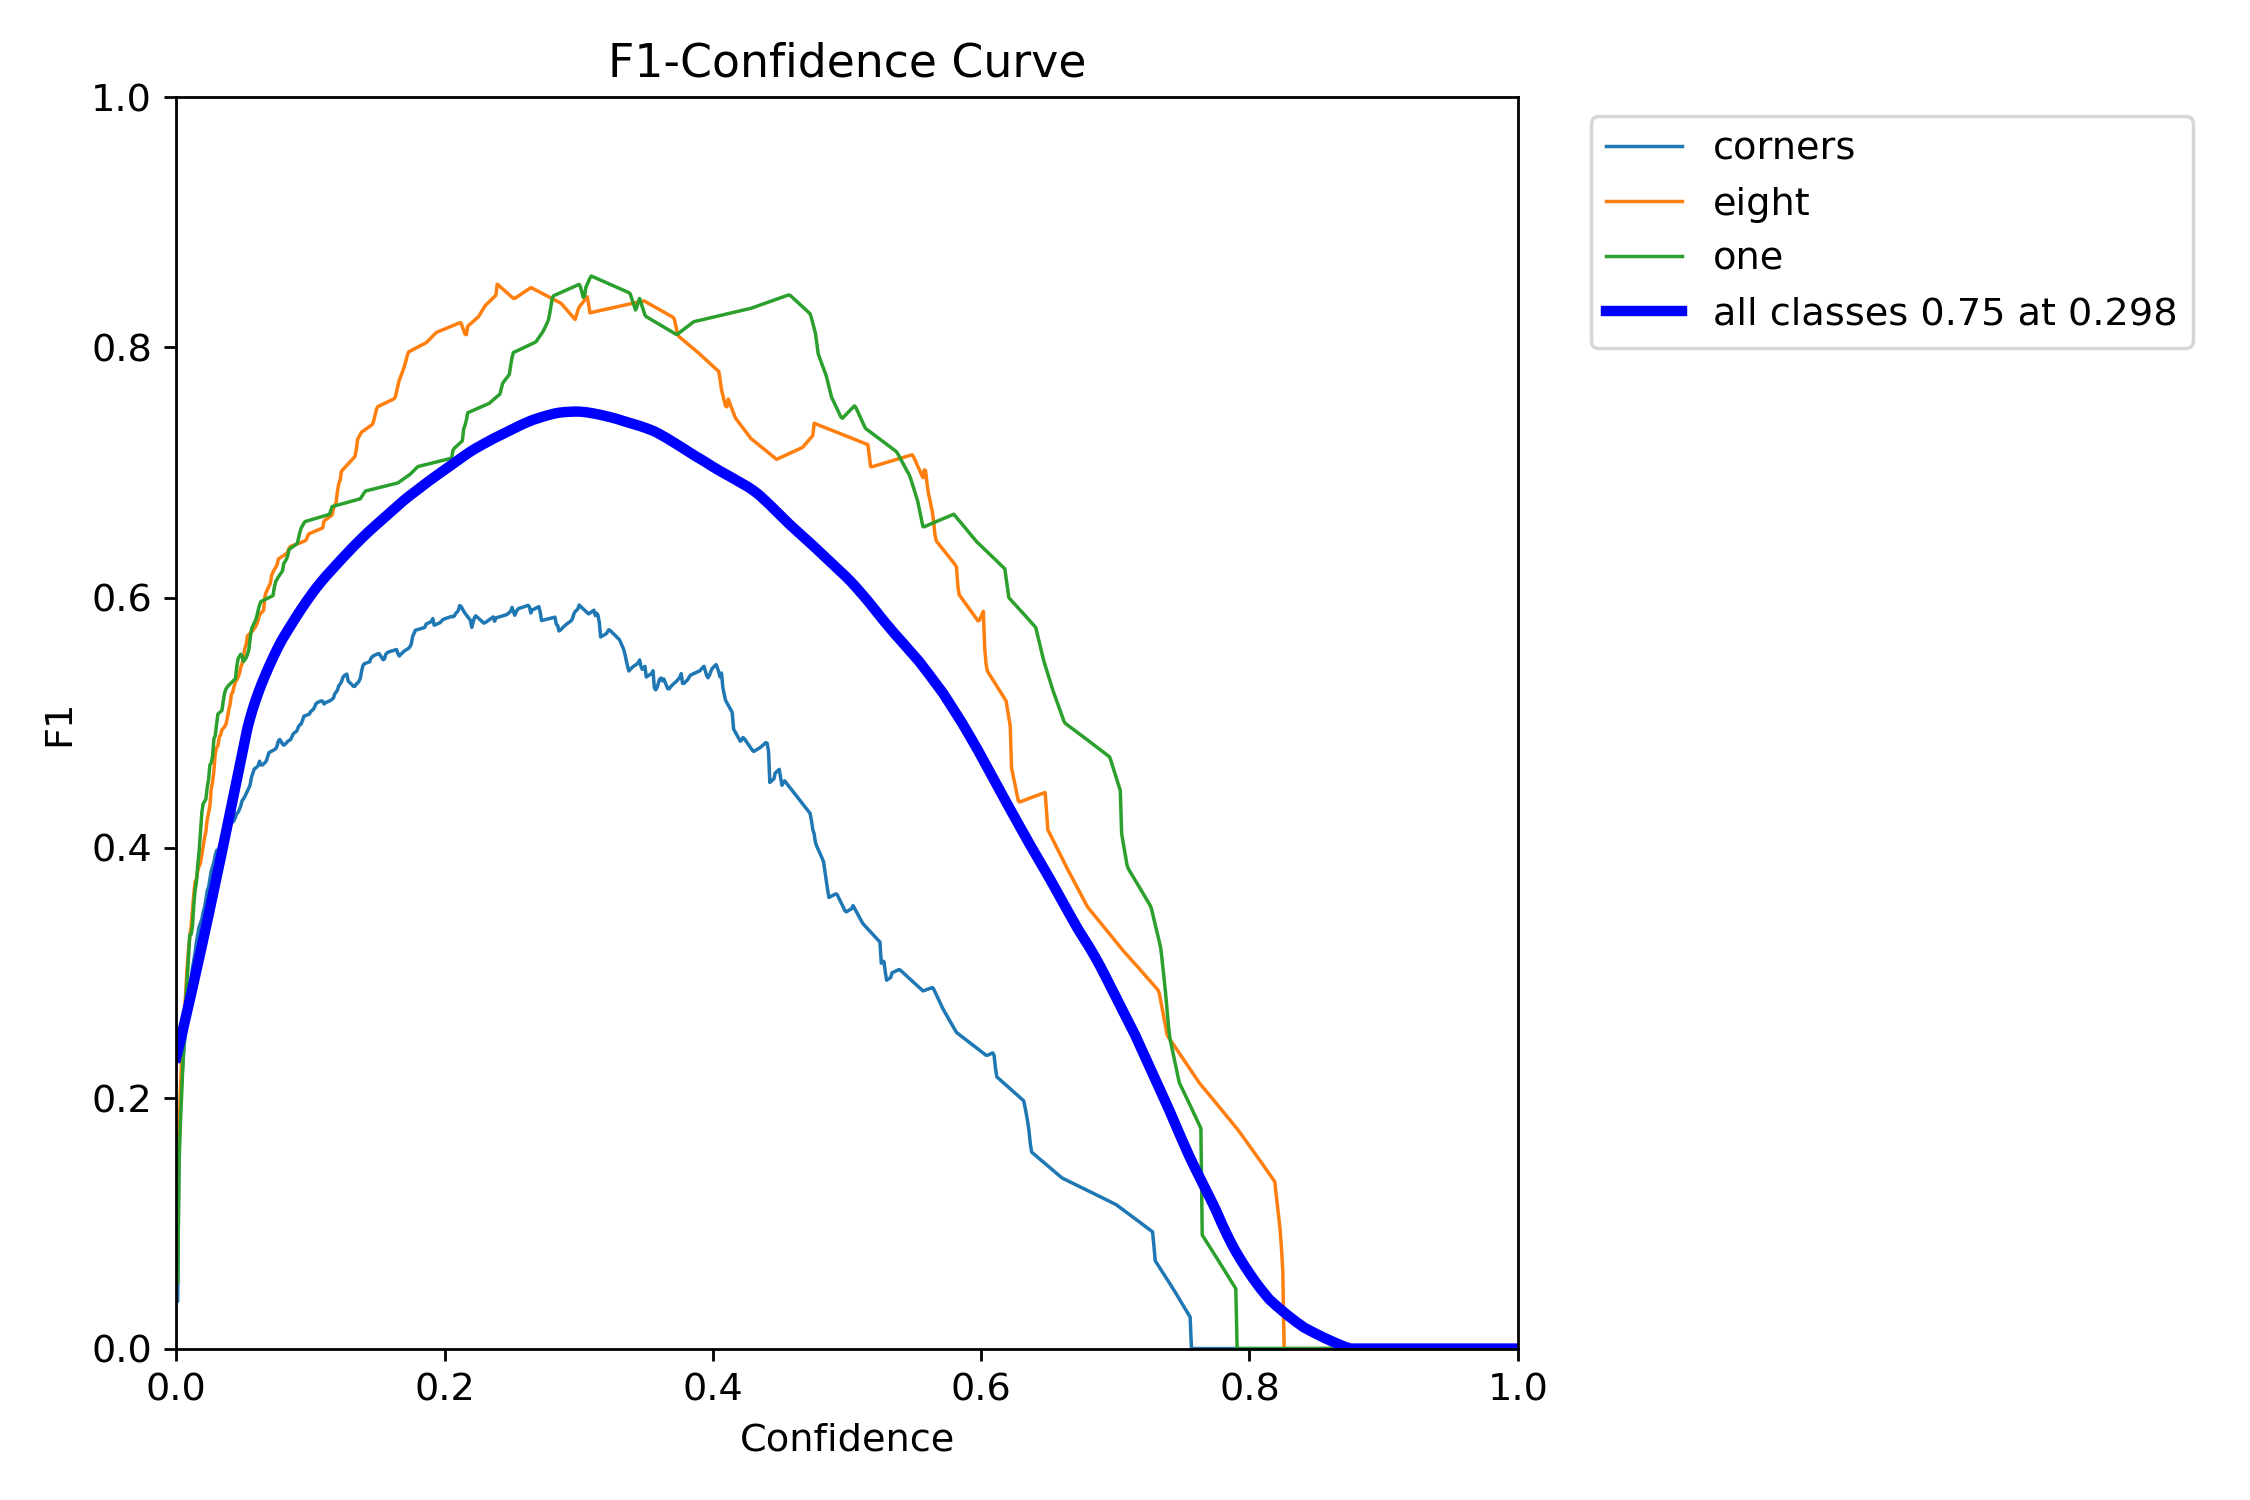 F1-Confidence Curve
1.0
0.8
0.6
0.4
0.2
0.0
F1
0.0 0.2 0.4 0.6 0.8 1.0
Confidence
corners
eight
one
all classes 0.75 at 0.298